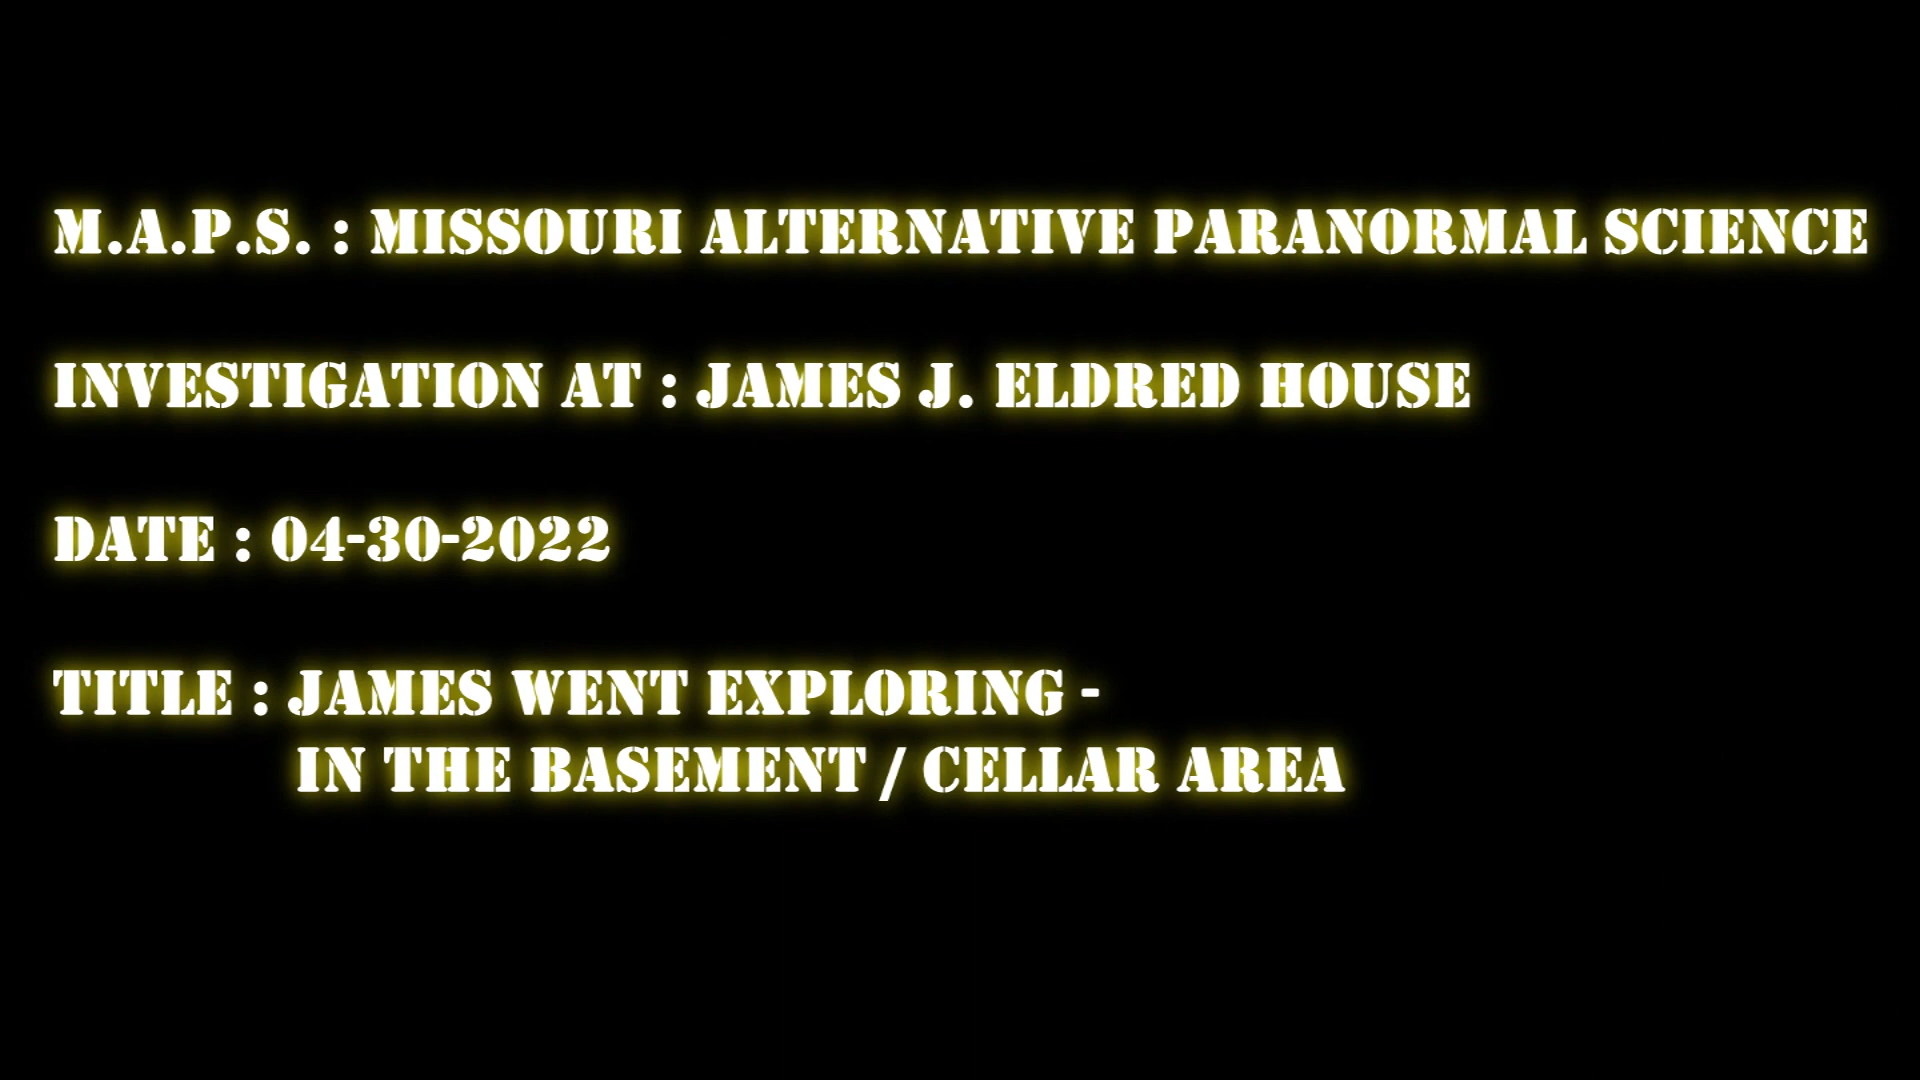 M.A.P.S. : MISSOURI ALTERNATIVE PARANORMAL SCIENCE
INVESTIGATION AT : JAMES J. ELDRED HOUSE
DATE : 04-30-2022
TITLE : JAMES WENT EXPLORING -
IN THE BASEMENT / CELLAR AREA